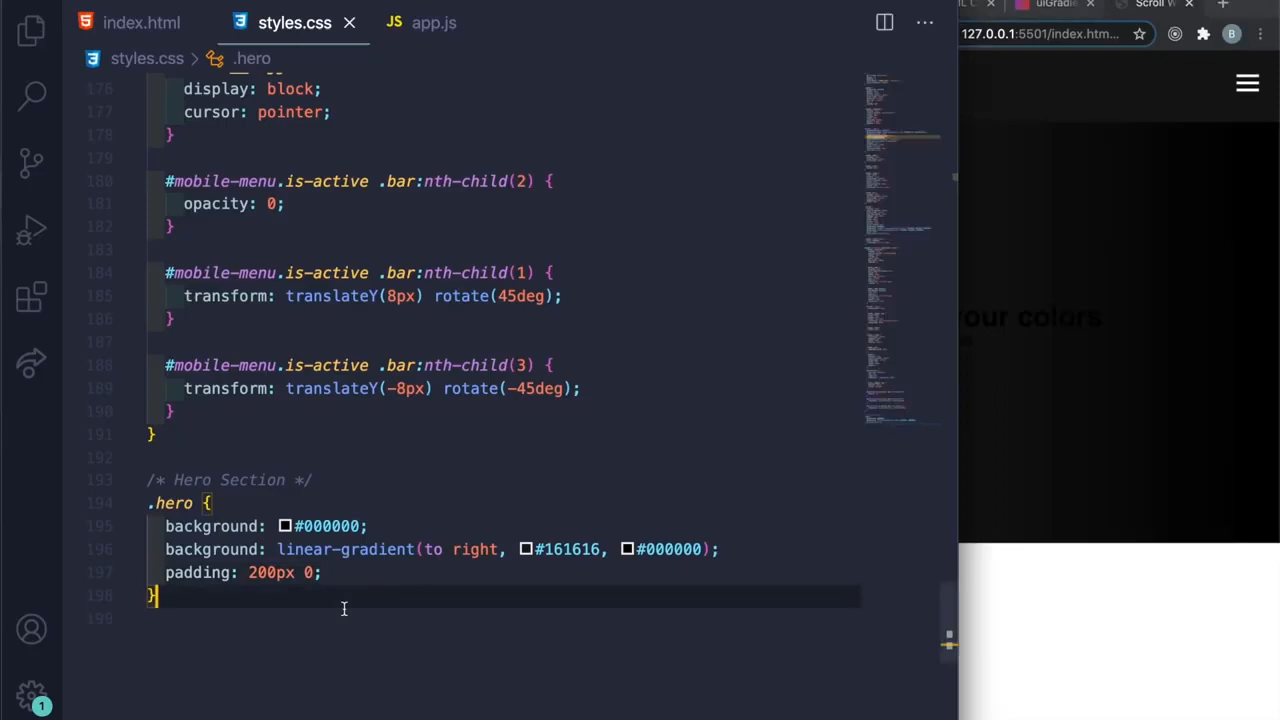 index.html
styles.css
JS app.js
uiGradie
Scroll W
127.0.0.1:5501/index.htm...
B
styles.css > .hero
176 display: block;
177 cursor: pointer;
178 }
179
180 #mobile-menu.is-active .bar:nth-child(2) {
181 opacity: 0;
182 }
183
184 #mobile-menu.is-active .bar:nth-child(1) {
185 transform: translateY(8px) rotate(45deg);
186 }
187
188 #mobile-menu.is-active .bar:nth-child(3) {
189 transform: translateY(-8px) rotate(-45deg);
190 }
191 }
192
193 /* Hero Section */
194 .hero {
195 background: #000000;
196 background: linear-gradient(to right, #161616, #000000);
197 padding: 200px 0;
198 }
199
your colors
1